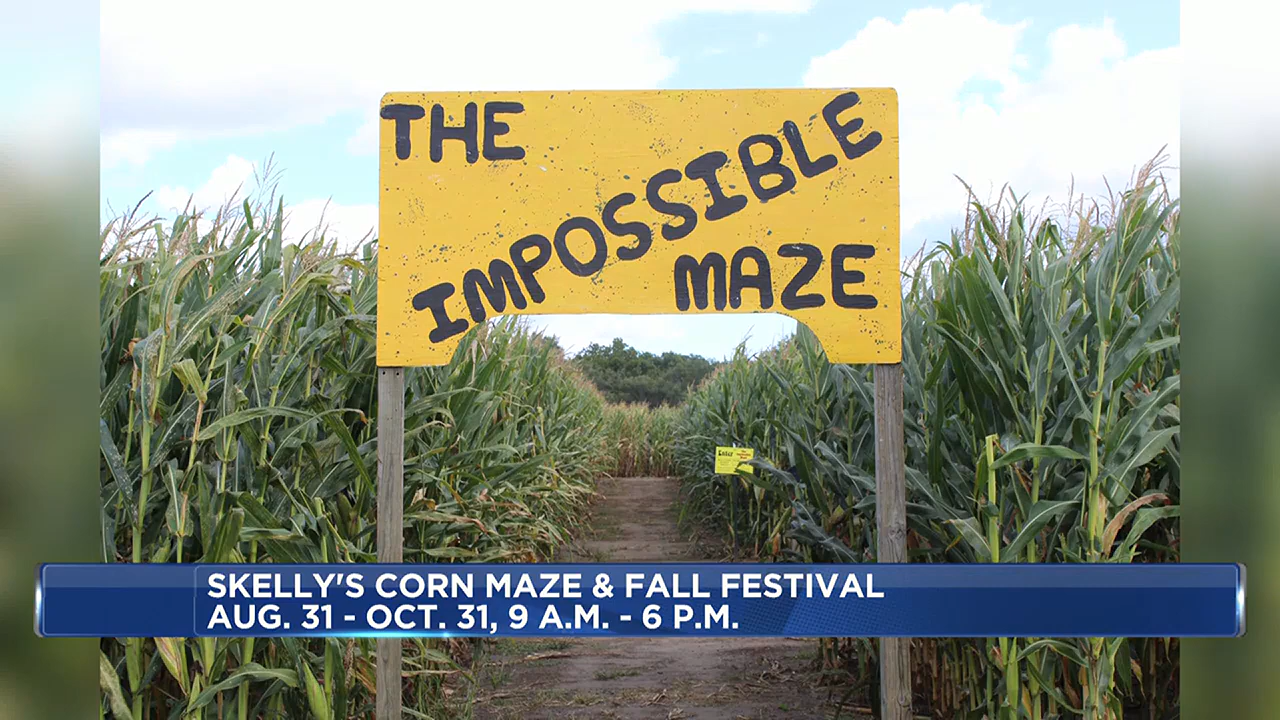 THE
IMPOSSIBLE
MAZE
SKELLY'S CORN MAZE & FALL FESTIVAL
AUG. 31 - OCT. 31, 9 A.M. - 6 P.M.